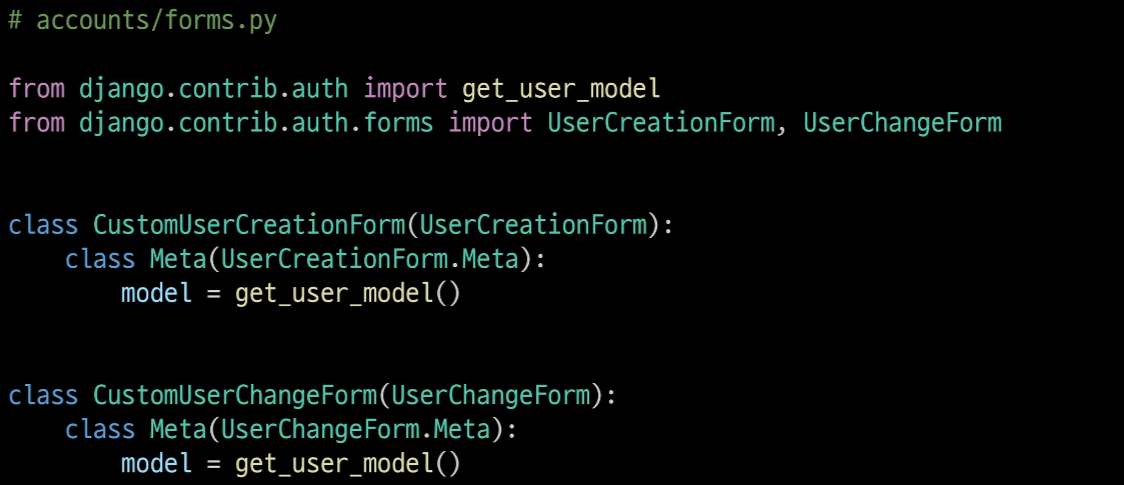 # accounts/forms.py
from django.contrib.auth import get_user_model
from django.contrib.auth.forms import UserCreationForm, UserChangeForm
class CustomUserCreationForm(UserCreationForm):
    class Meta(UserCreationForm.Meta):
        model = get_user_model()
class CustomUserChangeForm(UserChangeForm):
    class Meta(UserChangeForm.Meta):
        model = get_user_model()